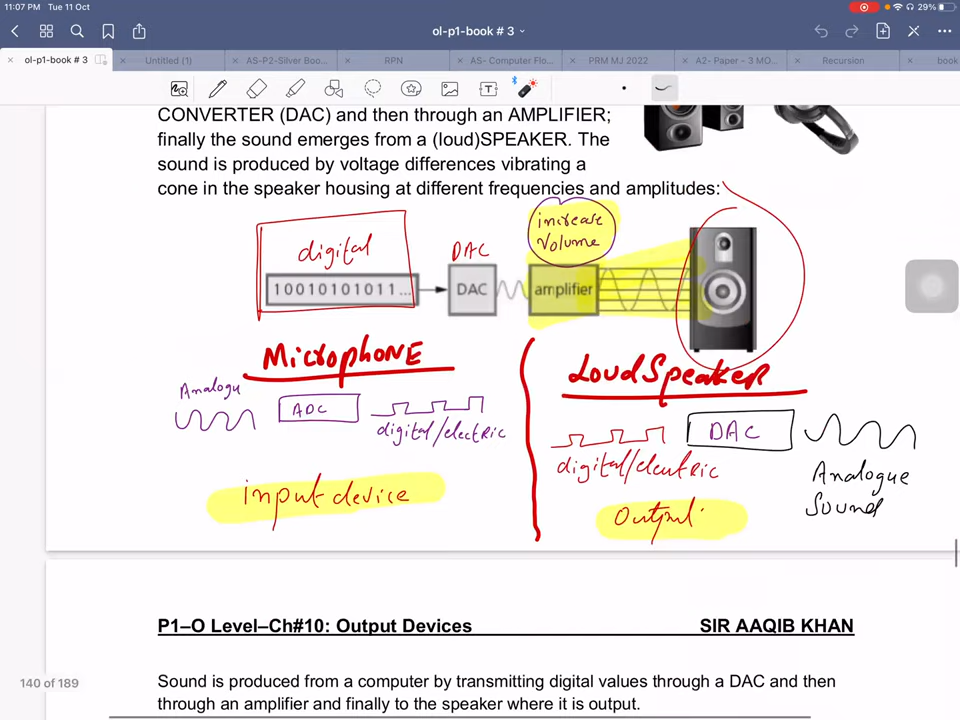 11:07 PM Tue 11 Oct
29%
ol-p1-book # 3
ol-p1-book # 3
Untitled (1)
AS-P2-Silver Boo...
RPN
AS- Computer Flo...
PRM MJ 2022
A2- Paper - 3 MO...
Recursion
book
CONVERTER (DAC) and then through an AMPLIFIER;
finally the sound emerges from a (loud)SPEAKER. The
sound is produced by voltage differences vibrating a
cone in the speaker housing at different frequencies and amplitudes:
increase
Volume
digital
DAC
10010101011...
DAC
amplifier
MicrophonE
LoudSpeakeR
Analogu
ADC
digital/electRic
DAC
digital/elentric
Analogue
Sound
input device
Output
P1–O Level–Ch#10: Output Devices
SIR AAQIB KHAN
140 of 189
Sound is produced from a computer by transmitting digital values through a DAC and then
through an amplifier and finally to the speaker where it is output.